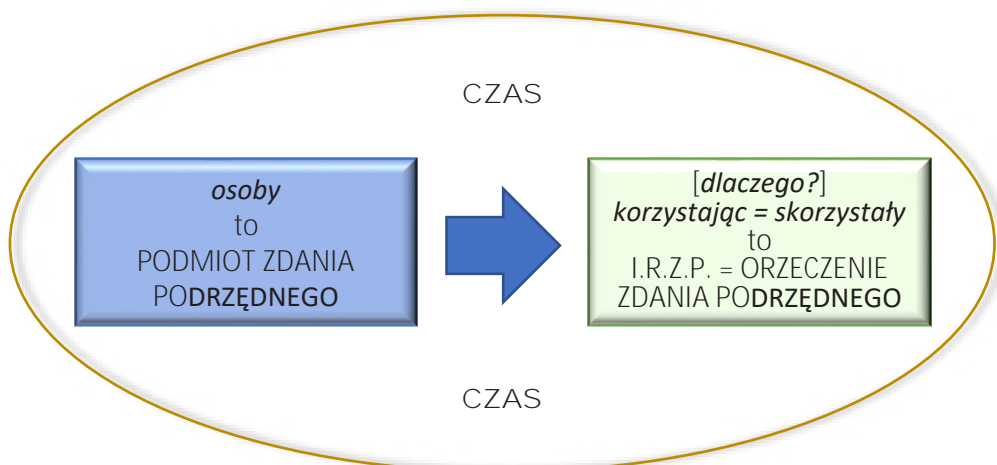 CZAS
osoby
to
PODMIOT ZDANIA
PODRZĘDNEGO
[dlaczego?]
korzystając = skorzystały
to
I.R.Z.P. = ORZECZENIE
ZDANIA PODRZĘDNEGO
CZAS